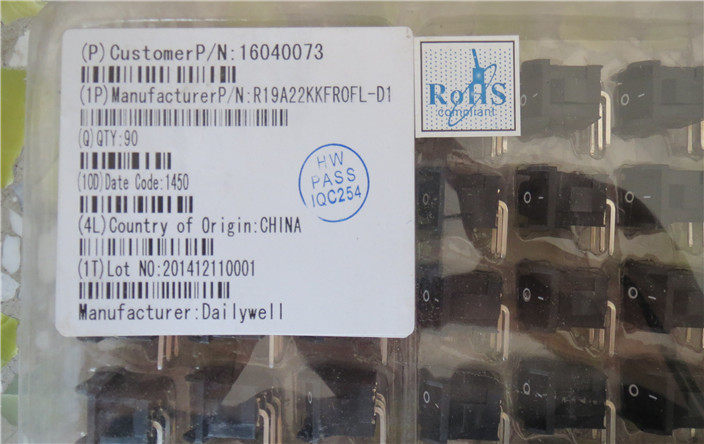 (P)CustomerP/N:16040073
(1P)ManufacturerP/N:R19A22KKFROFL-D1
(Q)QTY:90
(10D)Date Code:1450
(4L)Country of Origin:CHINA
(1T)Lot NO:201412110001
Manufacturer:Dailywell
HW
PASS
IQC254
RoHS
compliant